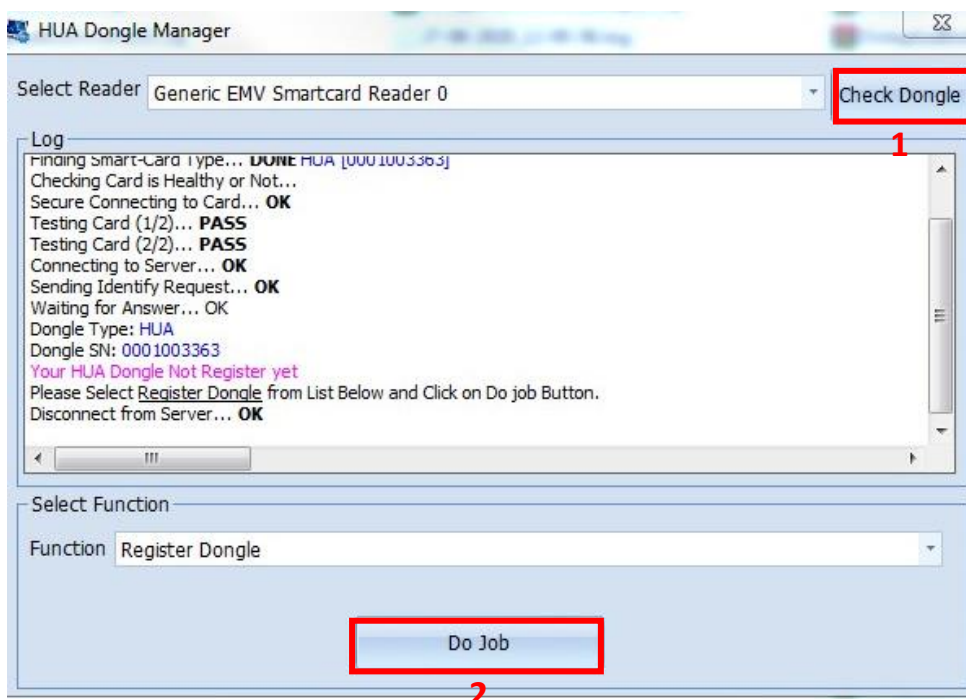 HUA Dongle Manager
Select Reader Generic EMV Smartcard Reader 0 Check Dongle
1
Log
Finding Smart-Card Type... DONE HUA [0001003363]
Checking Card is Healthy or Not...
Secure Connecting to Card... OK
Testing Card (1/2)... PASS
Testing Card (2/2)... PASS
Connecting to Server... OK
Sending Identify Request... OK
Waiting for Answer... OK
Dongle Type: HUA
Dongle SN: 0001003363
Your HUA Dongle Not Register yet
Please Select Register Dongle from List Below and Click on Do job Button.
Disconnect from Server... OK
Select Function
Function Register Dongle
Do Job
2